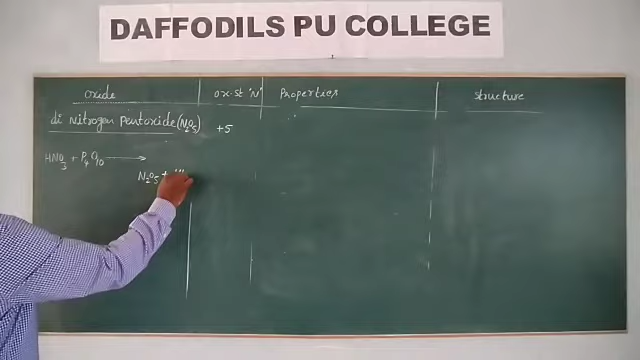 DAFFODILS PU COLLEGE
oxide ox.st 'N' Properties structure
di Nitrogen Pentoxide (N2O5) +5
HNO3 + P4O10 ⟶
N2O5 +